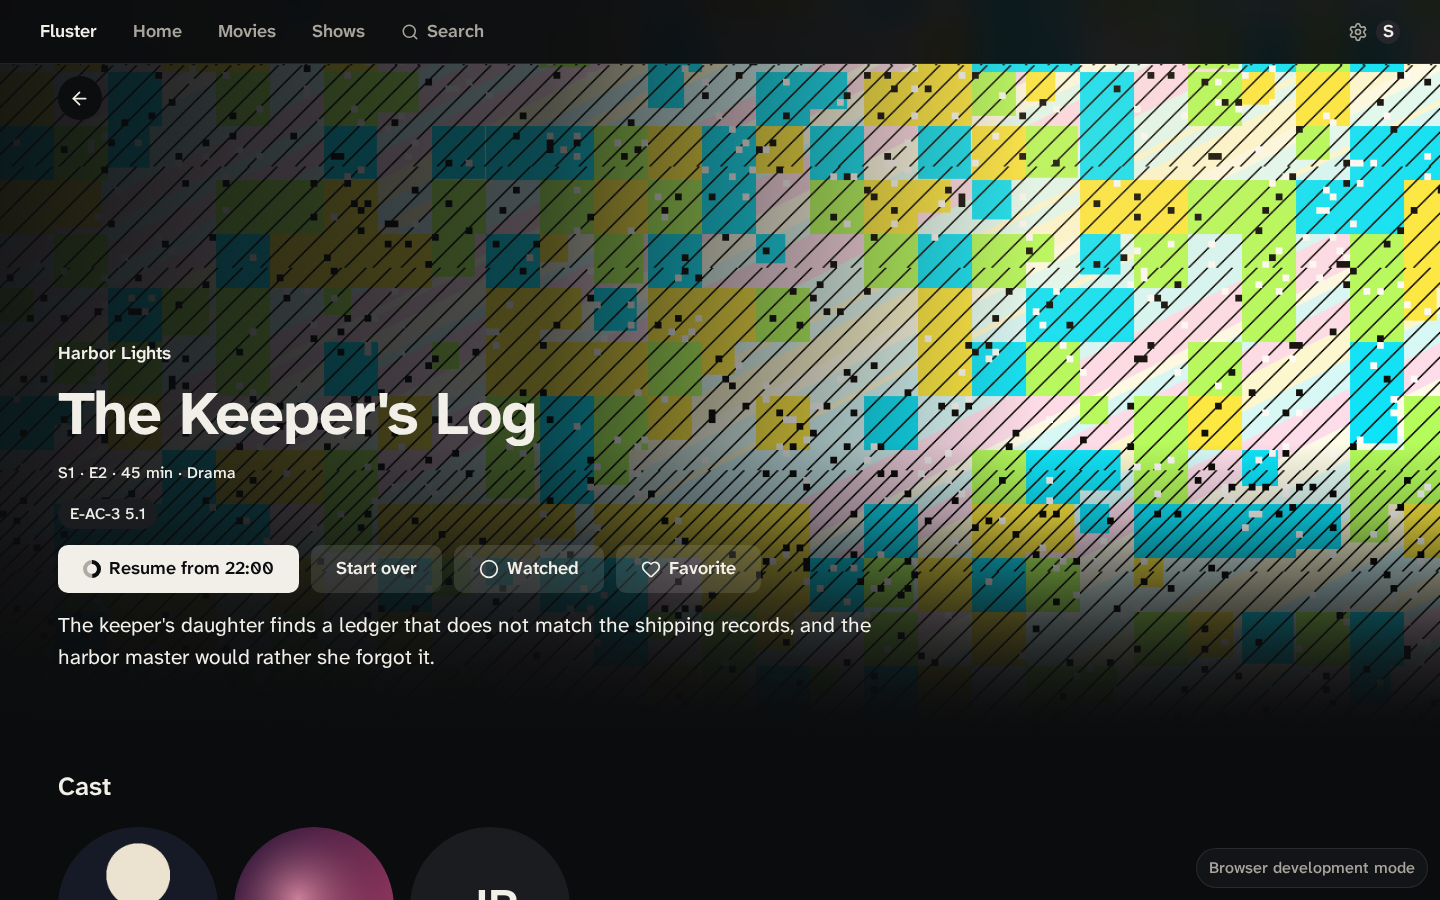 Fluster
Home
Movies
Shows
Search
S
Harbor Lights
The Keeper's Log
S1 · E2 · 45 min · Drama
E-AC-3 5.1
Resume from 22:00
Start over
Watched
Favorite
The keeper's daughter finds a ledger that does not match the shipping records, and the
harbor master would rather she forgot it.
Cast
Browser development mode